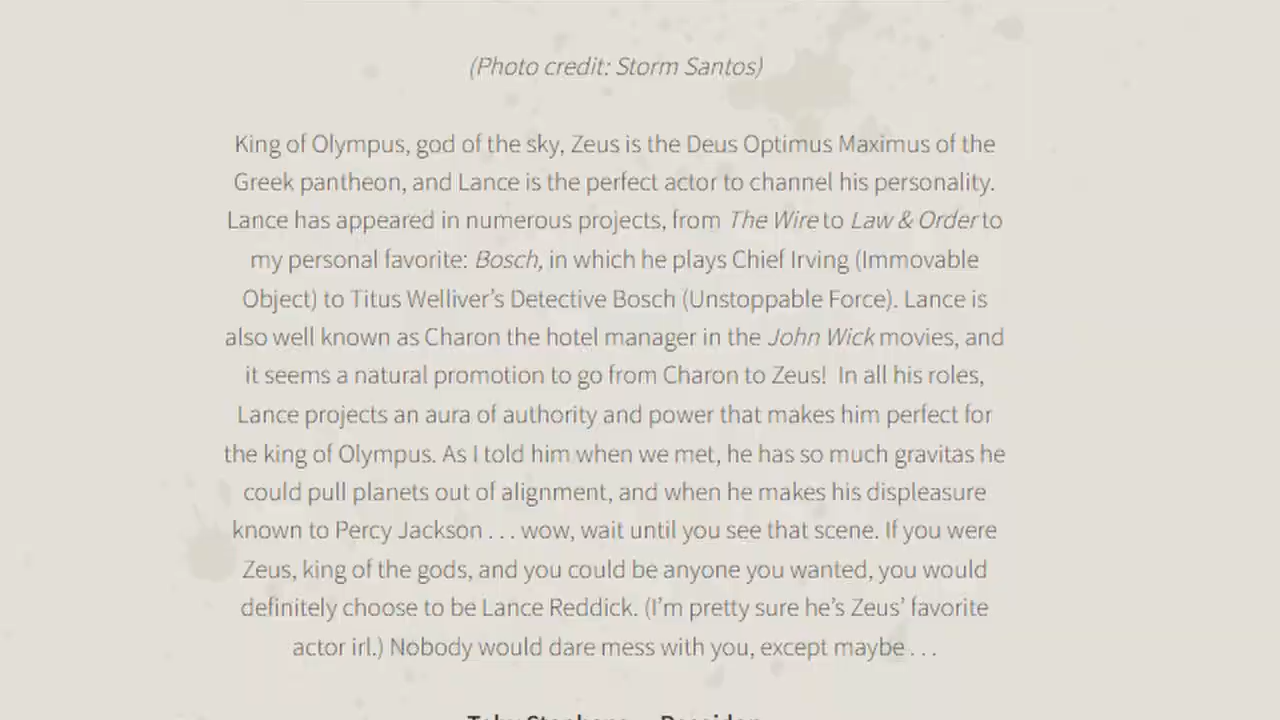 (Photo credit: Storm Santos)
King of Olympus, god of the sky, Zeus is the Deus Optimus Maximus of the
Greek pantheon, and Lance is the perfect actor to channel his personality.
Lance has appeared in numerous projects, from The Wire to Law & Order to
my personal favorite: Bosch, in which he plays Chief Irving (Immovable
Object) to Titus Welliver’s Detective Bosch (Unstoppable Force). Lance is
also well known as Charon the hotel manager in the John Wick movies, and
it seems a natural promotion to go from Charon to Zeus! In all his roles,
Lance projects an aura of authority and power that makes him perfect for
the king of Olympus. As I told him when we met, he has so much gravitas he
could pull planets out of alignment, and when he makes his displeasure
known to Percy Jackson . . . wow, wait until you see that scene. If you were
Zeus, king of the gods, and you could be anyone you wanted, you would
definitely choose to be Lance Reddick. (I’m pretty sure he’s Zeus’ favorite
actor irl.) Nobody would dare mess with you, except maybe . . .